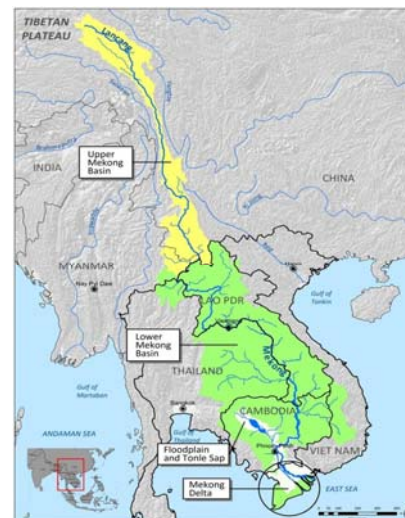 TIBETAN
PLATEAU
Lancang
INDIA
Upper
Mekong
Basin
CHINA
MYANMAR
Nay Pyi Daw
Hanoi
LAO PDR
Gulf of
Tonkin
Vientiane
Lower
Mekong
Basin
Mekong
THAILAND
Gulf of
Martaban
Bangkok
CAMBODIA
ANDAMAN SEA
Gulf of
Thailand
Floodplain
and Tonle Sap
VIET NAM
Mekong
Delta
EAST SEA